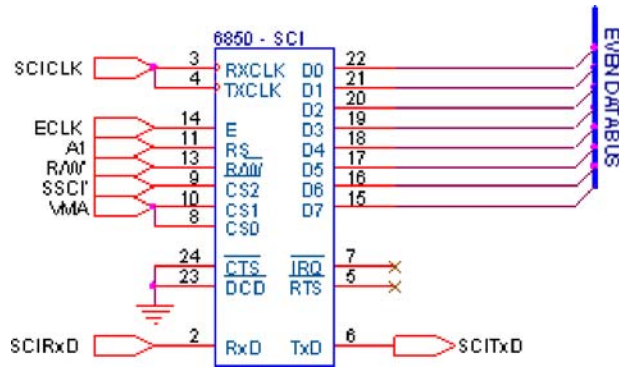 6850 - SCI
SCICLK
3 RXCLK
4 TXCLK
D0 22
D1 21
D2 20
D3 19
D4 18
D5 17
D6 16
D7 15
EVEN DATABUS
ECLK 14 E
A1 11 RS
R/W' 13 R/W
SSCI' 9 CS2
VMA 10 CS1
8 CS0
24 CTS
23 DCD
IRQ 7
RTS 5
SCIRxD 2 RxD
TxD 6 SCITxD